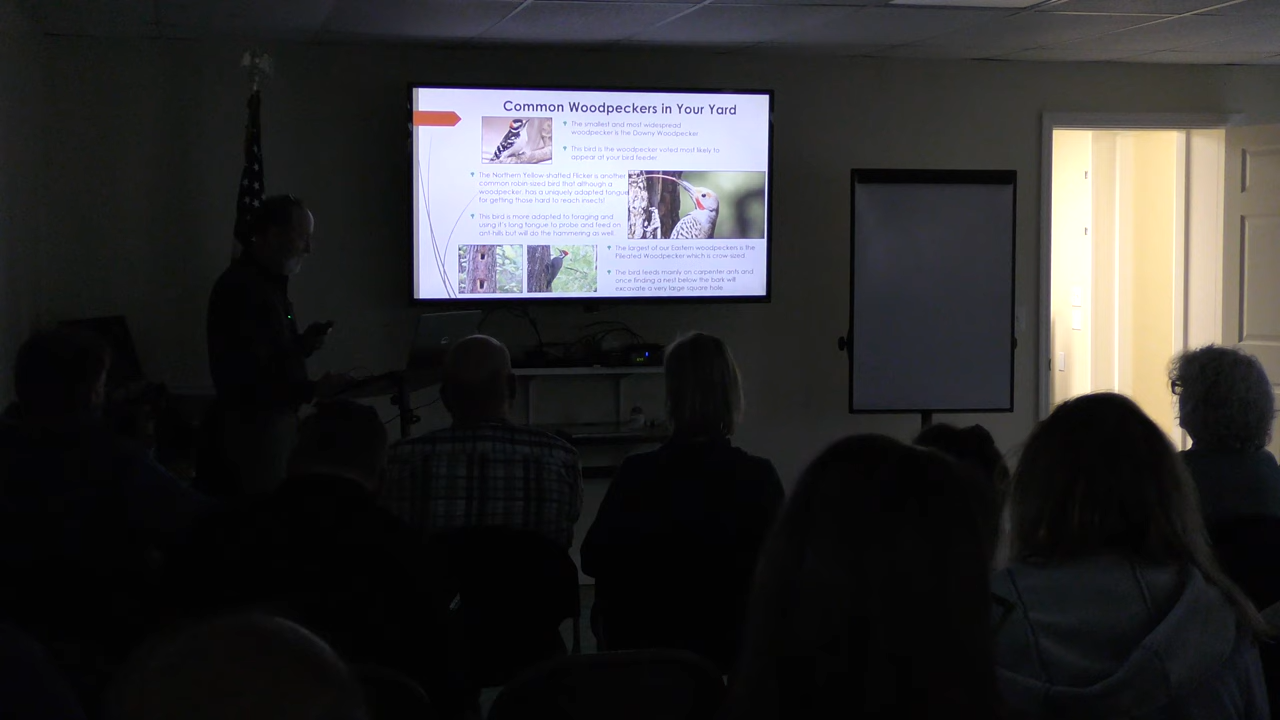 Common Woodpeckers in Your Yard
The smallest and most widespread
woodpecker is the Downy Woodpecker
This bird is the woodpecker voted most likely to
appear at your bird feeder
The Northern Yellow shafted Flicker is another
common robin sized bird that although a
woodpecker, has a uniquely adapted tongue
for getting those hard to reach insects!
This bird is more adapted to foraging and
using it's long tongue to probe and feed on
ant-hills but will do the hammering as well.
The largest of our Eastern woodpeckers is the
Pileated Woodpecker which is crow-sized.
The bird feeds mainly on carpenter ants and
once finding a nest below the bark will
excavate a very large square hole.